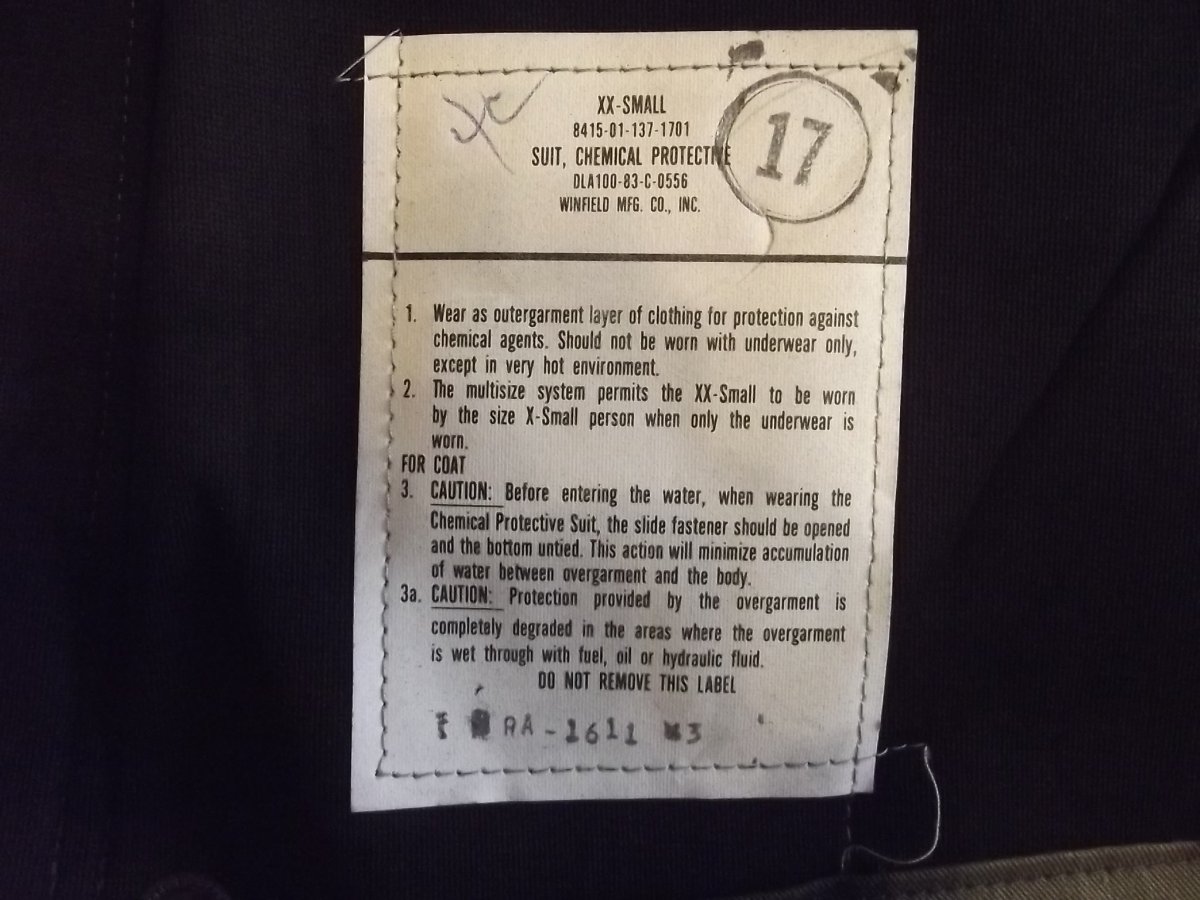 XX-SMALL
8415-01-137-1701
SUIT, CHEMICAL PROTECTIVE
DLA100-83-C-0556
WINFIELD MFG. CO., INC.
17
1. Wear as outergarment layer of clothing for protection against
chemical agents. Should not be worn with underwear only,
except in very hot environment.
2. The multisize system permits the XX-Small to be worn
by the size X-Small person when only the underwear is
worn.
FOR COAT
3. CAUTION: Before entering the water, when wearing the
Chemical Protective Suit, the slide fastener should be opened
and the bottom untied. This action will minimize accumulation
of water between overgarment and the body.
3a. CAUTION: Protection provided by the overgarment is
completely degraded in the areas where the overgarment
is wet through with fuel, oil or hydraulic fluid.
DO NOT REMOVE THIS LABEL
RA-1611